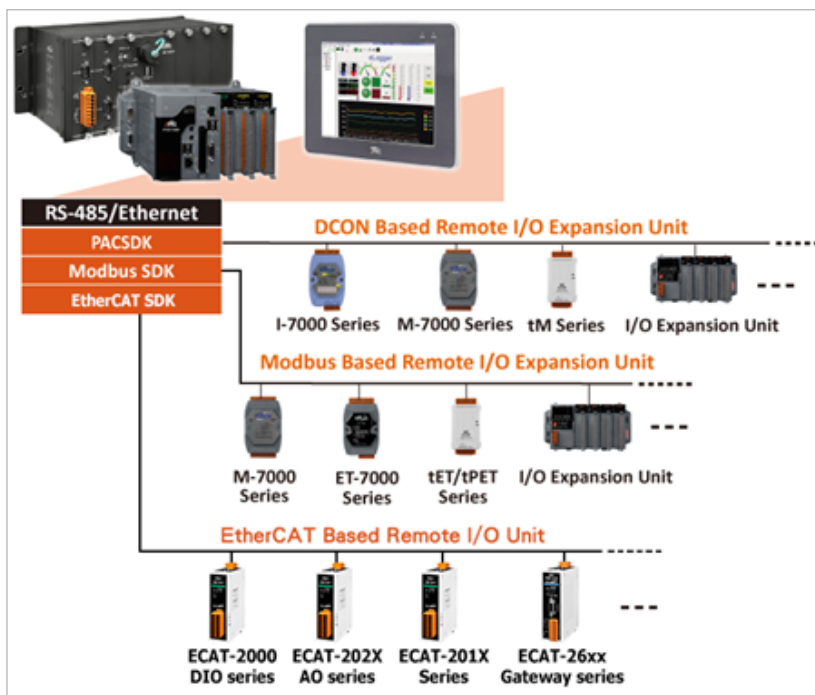 dLogger
RS-485/Ethernet
PACSDK
Modbus SDK
EtherCAT SDK
DCON Based Remote I/O Expansion Unit
I-7000 Series
M-7000 Series
tM Series
I/O Expansion Unit
Modbus Based Remote I/O Expansion Unit
M-7000
Series
ET-7000
Series
tET/tPET
Series
I/O Expansion Unit
EtherCAT Based Remote I/O Unit
ECAT-2000
DIO series
ECAT-202X
AO series
ECAT-201X
Series
ECAT-26xx
Gateway series